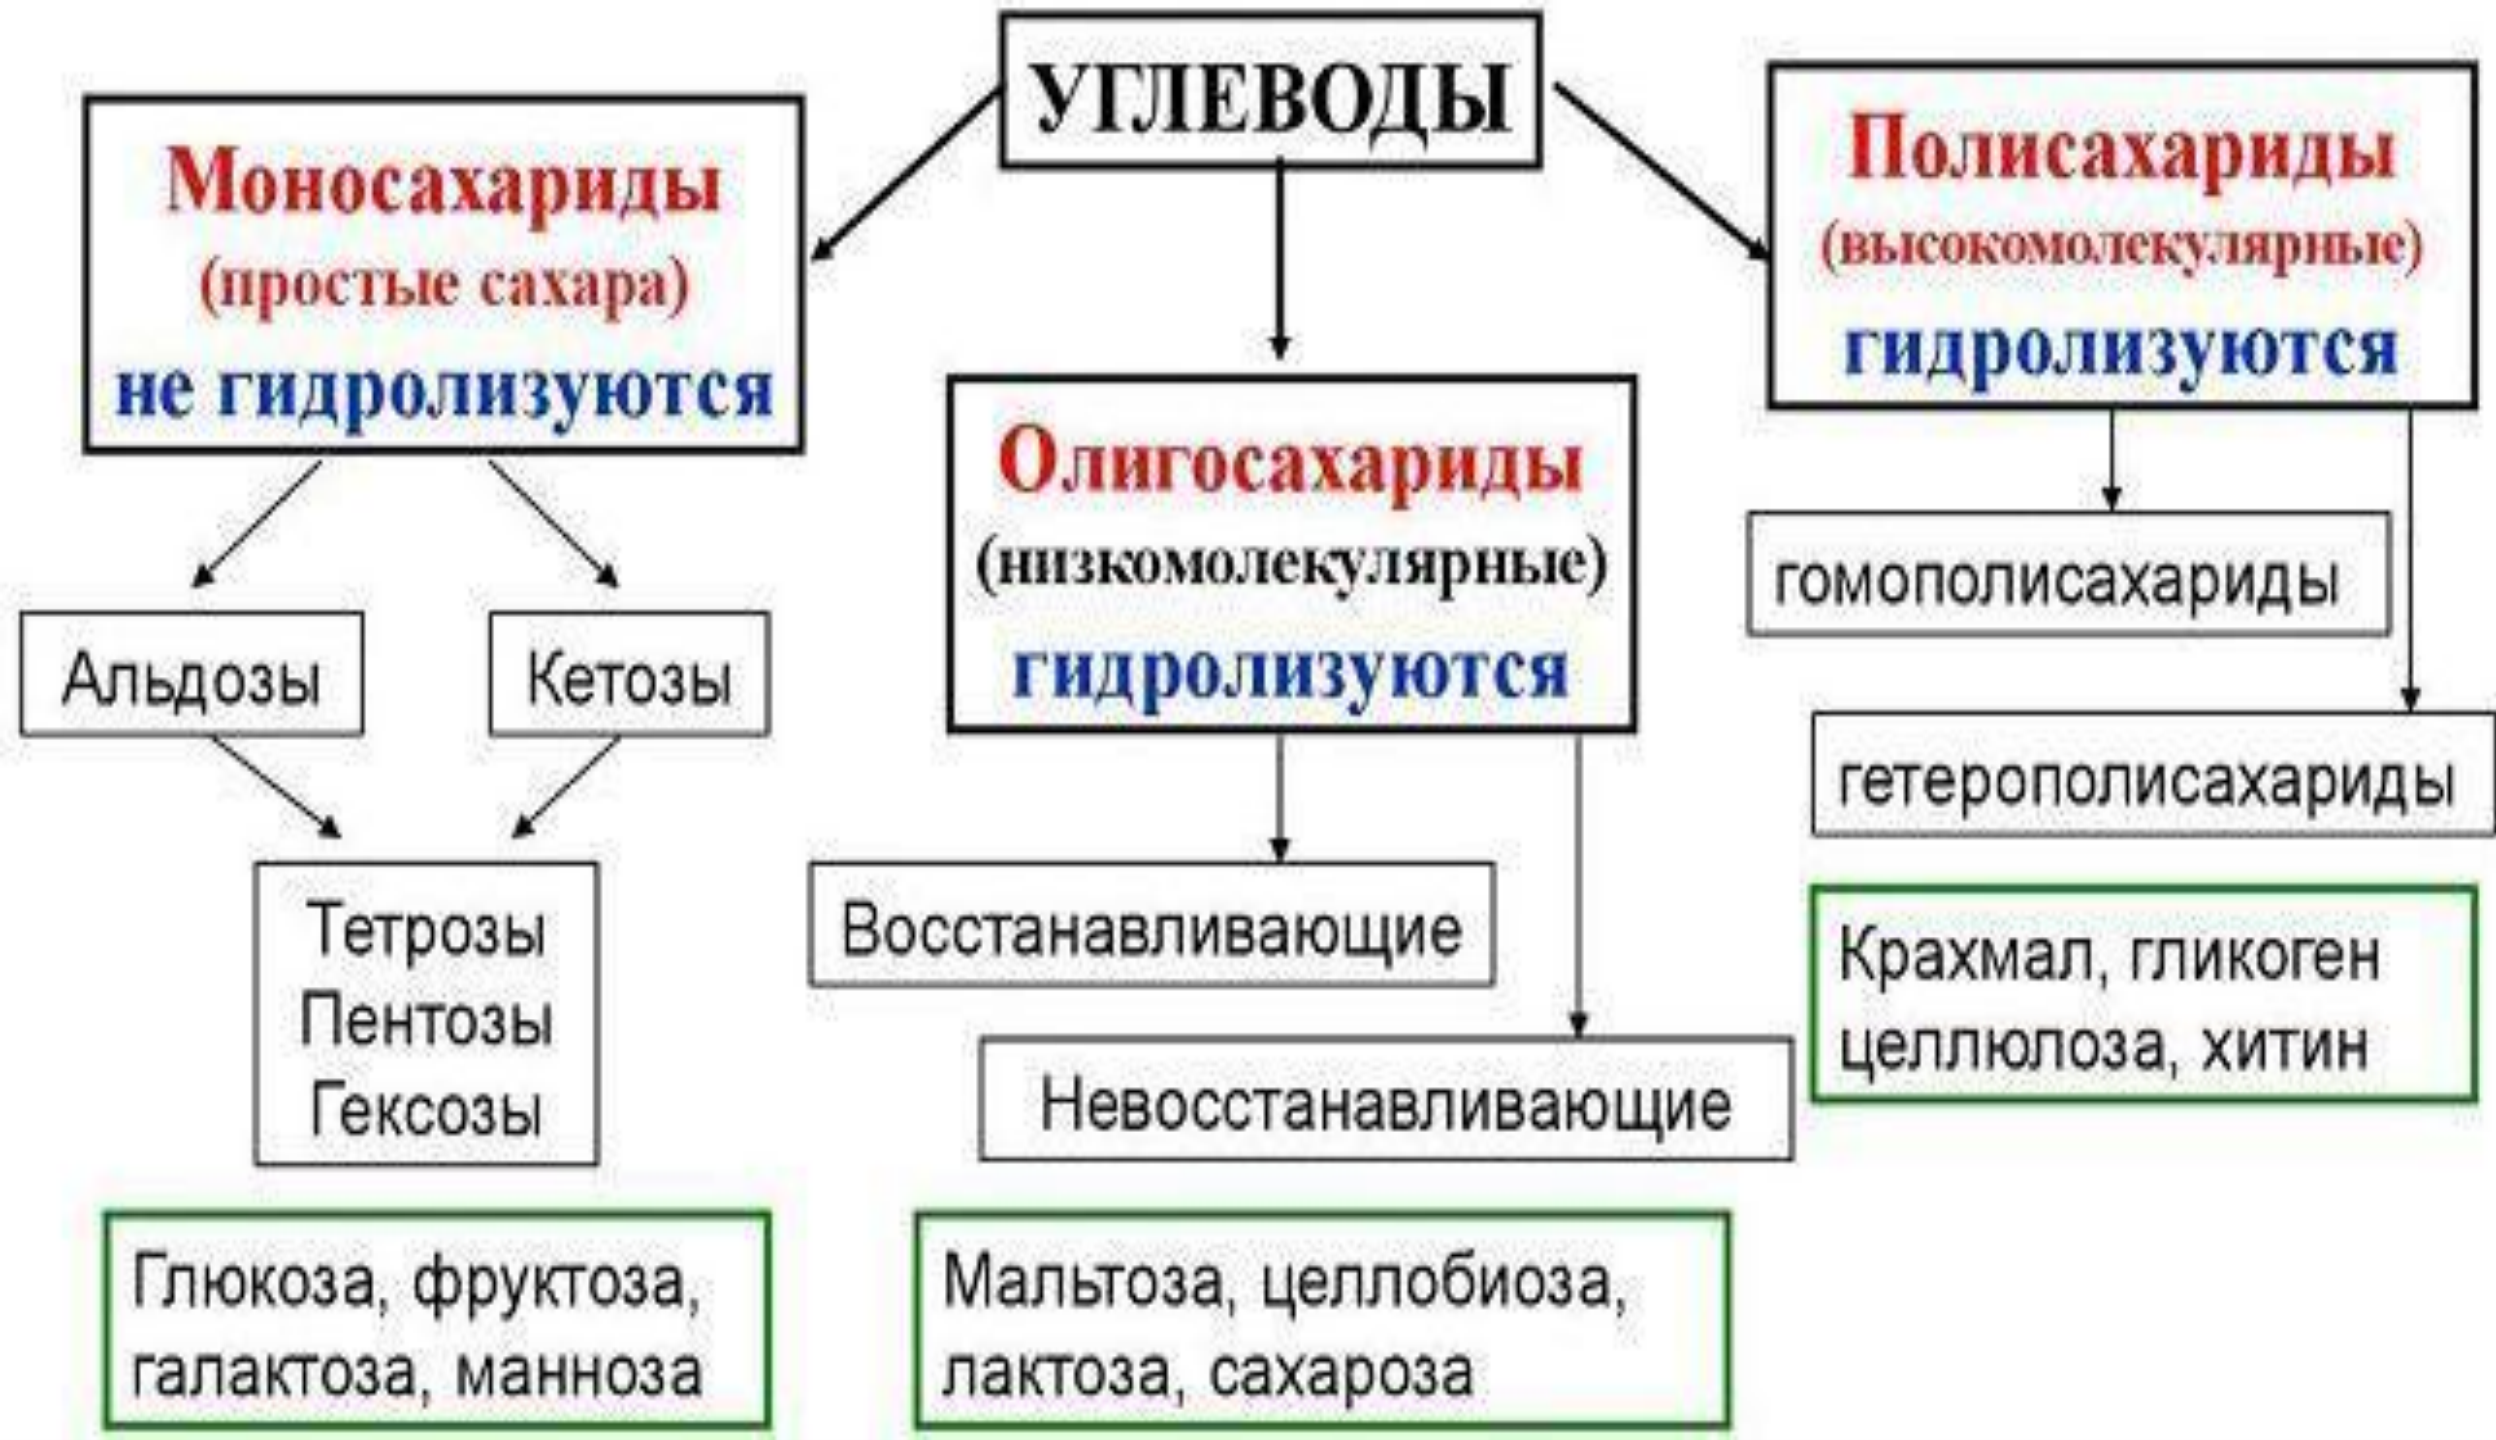 УГЛЕВОДЫ
Моносахариды
(простые сахара)
не гидролизуются
Альдозы
Кетозы
Тетрозы
Пентозы
Гексозы
Глюкоза, фруктоза,
галактоза, манноза
Олигосахариды
(низкомолекулярные)
гидролизуются
Восстанавливающие
Невосстанавливающие
Мальтоза, целлобиоза,
лактоза, сахароза
Полисахариды
(высокомолекулярные)
гидролизуются
гомополисахариды
гетерополисахариды
Крахмал, гликоген
целлюлоза, хитин